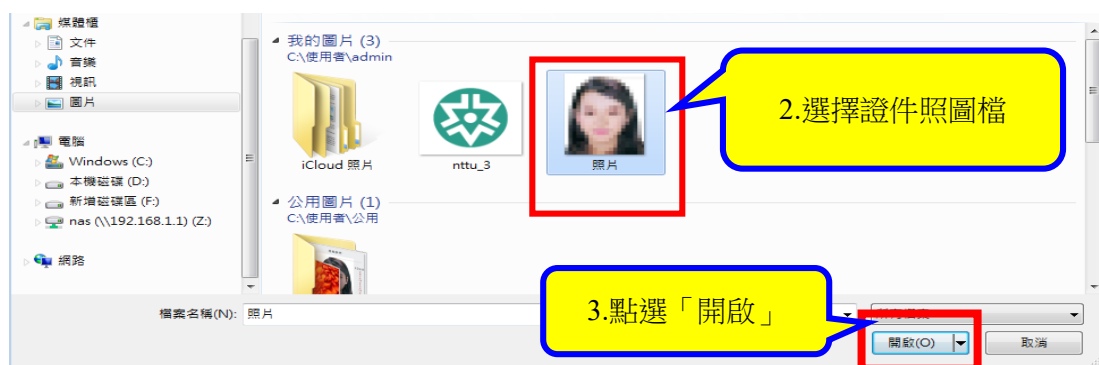 媒體櫃
文件
音樂
視訊
圖片
電腦
Windows (C:)
本機磁碟 (D:)
新增磁碟區 (F:)
nas (\\192.168.1.1) (Z:)
網路
我的圖片 (3)
C:\使用者\admin
iCloud 照片
nttu_3
照片
2.選擇證件照圖檔
公用圖片 (1)
C:\使用者\公用
3.點選「開啟」
檔案名稱(N): 照片
開啟(O)
取消